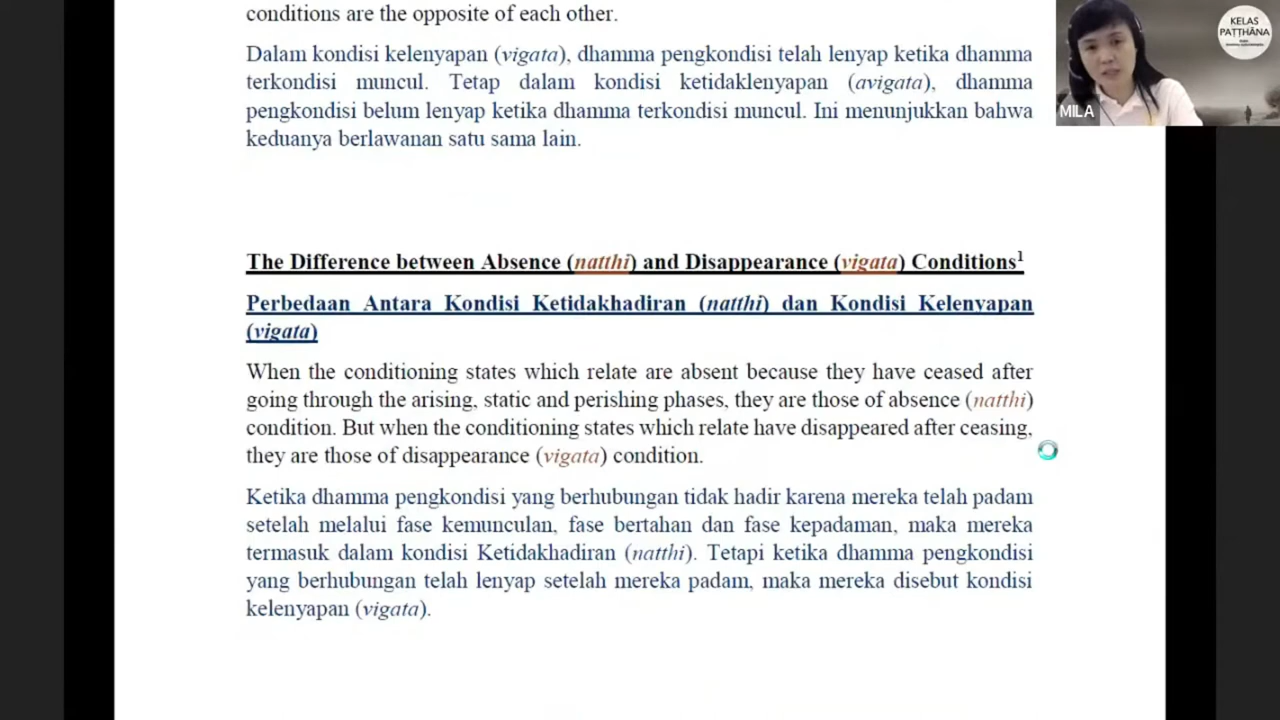 conditions are the opposite of each other.
Dalam kondisi kelenyapan (vigata), dhamma pengkondisi telah lenyap ketika dhamma
terkondisi muncul. Tetap dalam kondisi ketidaklenyapan (avigata), dhamma
pengkondisi belum lenyap ketika dhamma terkondisi muncul. Ini menunjukkan bahwa
keduanya berlawanan satu sama lain.
The Difference between Absence (natthi) and Disappearance (vigata) Conditions¹
Perbedaan Antara Kondisi Ketidakhadiran (natthi) dan Kondisi Kelenyapan
(vigata)
When the conditioning states which relate are absent because they have ceased after
going through the arising, static and perishing phases, they are those of absence (natthi)
condition. But when the conditioning states which relate have disappeared after ceasing,
they are those of disappearance (vigata) condition.
Ketika dhamma pengkondisi yang berhubungan tidak hadir karena mereka telah padam
setelah melalui fase kemunculan, fase bertahan dan fase kepadaman, maka mereka
termasuk dalam kondisi Ketidakhadiran (natthi). Tetapi ketika dhamma pengkondisi
yang berhubungan telah lenyap setelah mereka padam, maka mereka disebut kondisi
kelenyapan (vigata).
MILA
KELAS
PAṬṬHĀNA